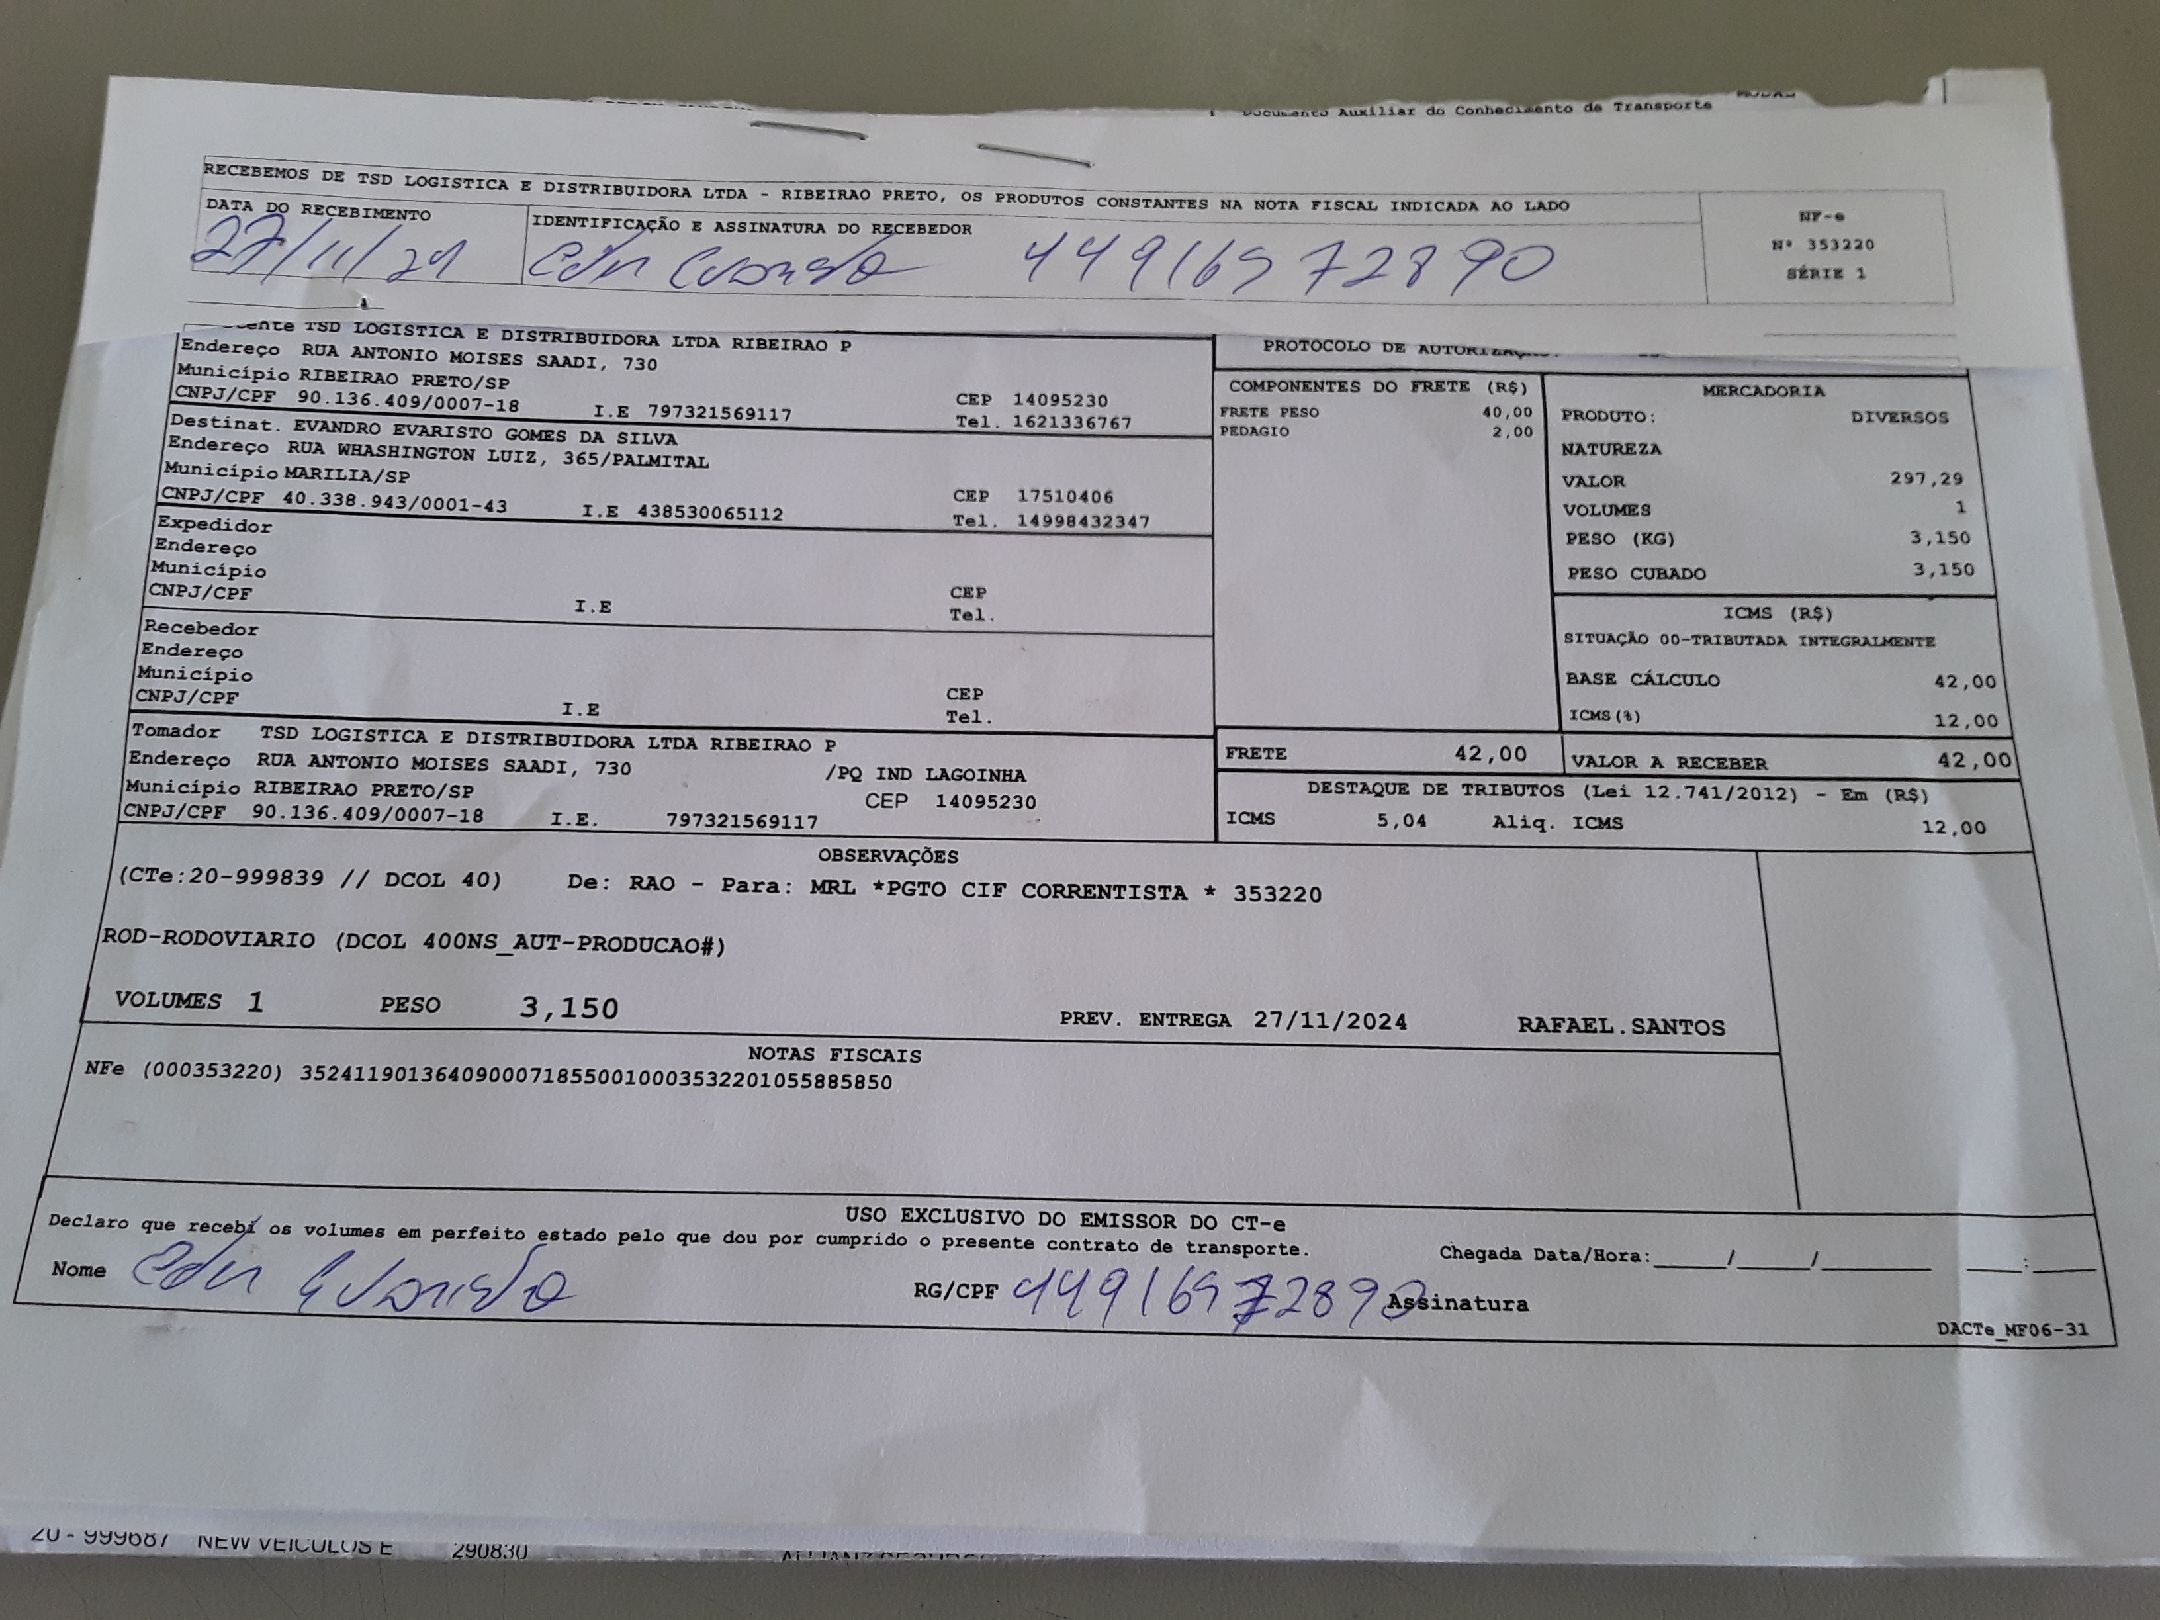 Documento Auxiliar do Conhecimento de Transporte
RECEBEMOS DE TSD LOGISTICA E DISTRIBUIDORA LTDA - RIBEIRAO PRETO, OS PRODUTOS CONSTANTES NA NOTA FISCAL INDICADA AO LADO
DATA DO RECEBIMENTO
27/11/24
IDENTIFICAÇÃO E ASSINATURA DO RECEBEDOR
44916972890
NF-e
Nº 353220
SÉRIE 1
TSD LOGISTICA E DISTRIBUIDORA LTDA RIBEIRAO P
Endereço RUA ANTONIO MOISES SAADI, 730
Município RIBEIRAO PRETO/SP CEP 14095230
CNPJ/CPF 90.136.409/0007-18 I.E 797321569117 Tel. 1621336767
Destinat. EVANDRO EVARISTO GOMES DA SILVA
Endereço RUA WHASHINGTON LUIZ, 365/PALMITAL
Município MARILIA/SP CEP 17510406
CNPJ/CPF 40.338.943/0001-43 I.E 438530065112 Tel. 14998432347
Expedidor
Endereço
Município CEP
CNPJ/CPF I.E Tel.
Recebedor
Endereço
Município CEP
CNPJ/CPF I.E Tel.
Tomador TSD LOGISTICA E DISTRIBUIDORA LTDA RIBEIRAO P
Endereço RUA ANTONIO MOISES SAADI, 730 /PQ IND LAGOINHA
Município RIBEIRAO PRETO/SP CEP 14095230
CNPJ/CPF 90.136.409/0007-18 I.E. 797321569117
PROTOCOLO DE AUTORIZAÇÃO:
COMPONENTES DO FRETE (R$)
FRETE PESO 40,00
PEDAGIO 2,00
MERCADORIA
PRODUTO: DIVERSOS
NATUREZA
VALOR 297,29
VOLUMES 1
PESO (KG) 3,150
PESO CUBADO 3,150
ICMS (R$)
SITUAÇÃO 00-TRIBUTADA INTEGRALMENTE
BASE CÁLCULO 42,00
ICMS(%) 12,00
FRETE 42,00 VALOR A RECEBER 42,00
DESTAQUE DE TRIBUTOS (Lei 12.741/2012) - Em (R$)
ICMS 5,04 Aliq. ICMS 12,00
OBSERVAÇÕES
(CTe:20-999839 // DCOL 40) De: RAO - Para: MRL *PGTO CIF CORRENTISTA * 353220
ROD-RODOVIARIO (DCOL 400NS_AUT-PRODUCAO#)
VOLUMES 1 PESO 3,150 PREV. ENTREGA 27/11/2024 RAFAEL.SANTOS
NOTAS FISCAIS
NFe (000353220) 35241190136409000718550010003532201055885850
USO EXCLUSIVO DO EMISSOR DO CT-e
Declaro que recebi os volumes em perfeito estado pelo que dou por cumprido o presente contrato de transporte. Chegada Data/Hora:_____/_____/________ ____:____
Nome RG/CPF 44916972890 Assinatura
DACTe_MF06-31
20 - 999687 NEW VEICULOS E 290830